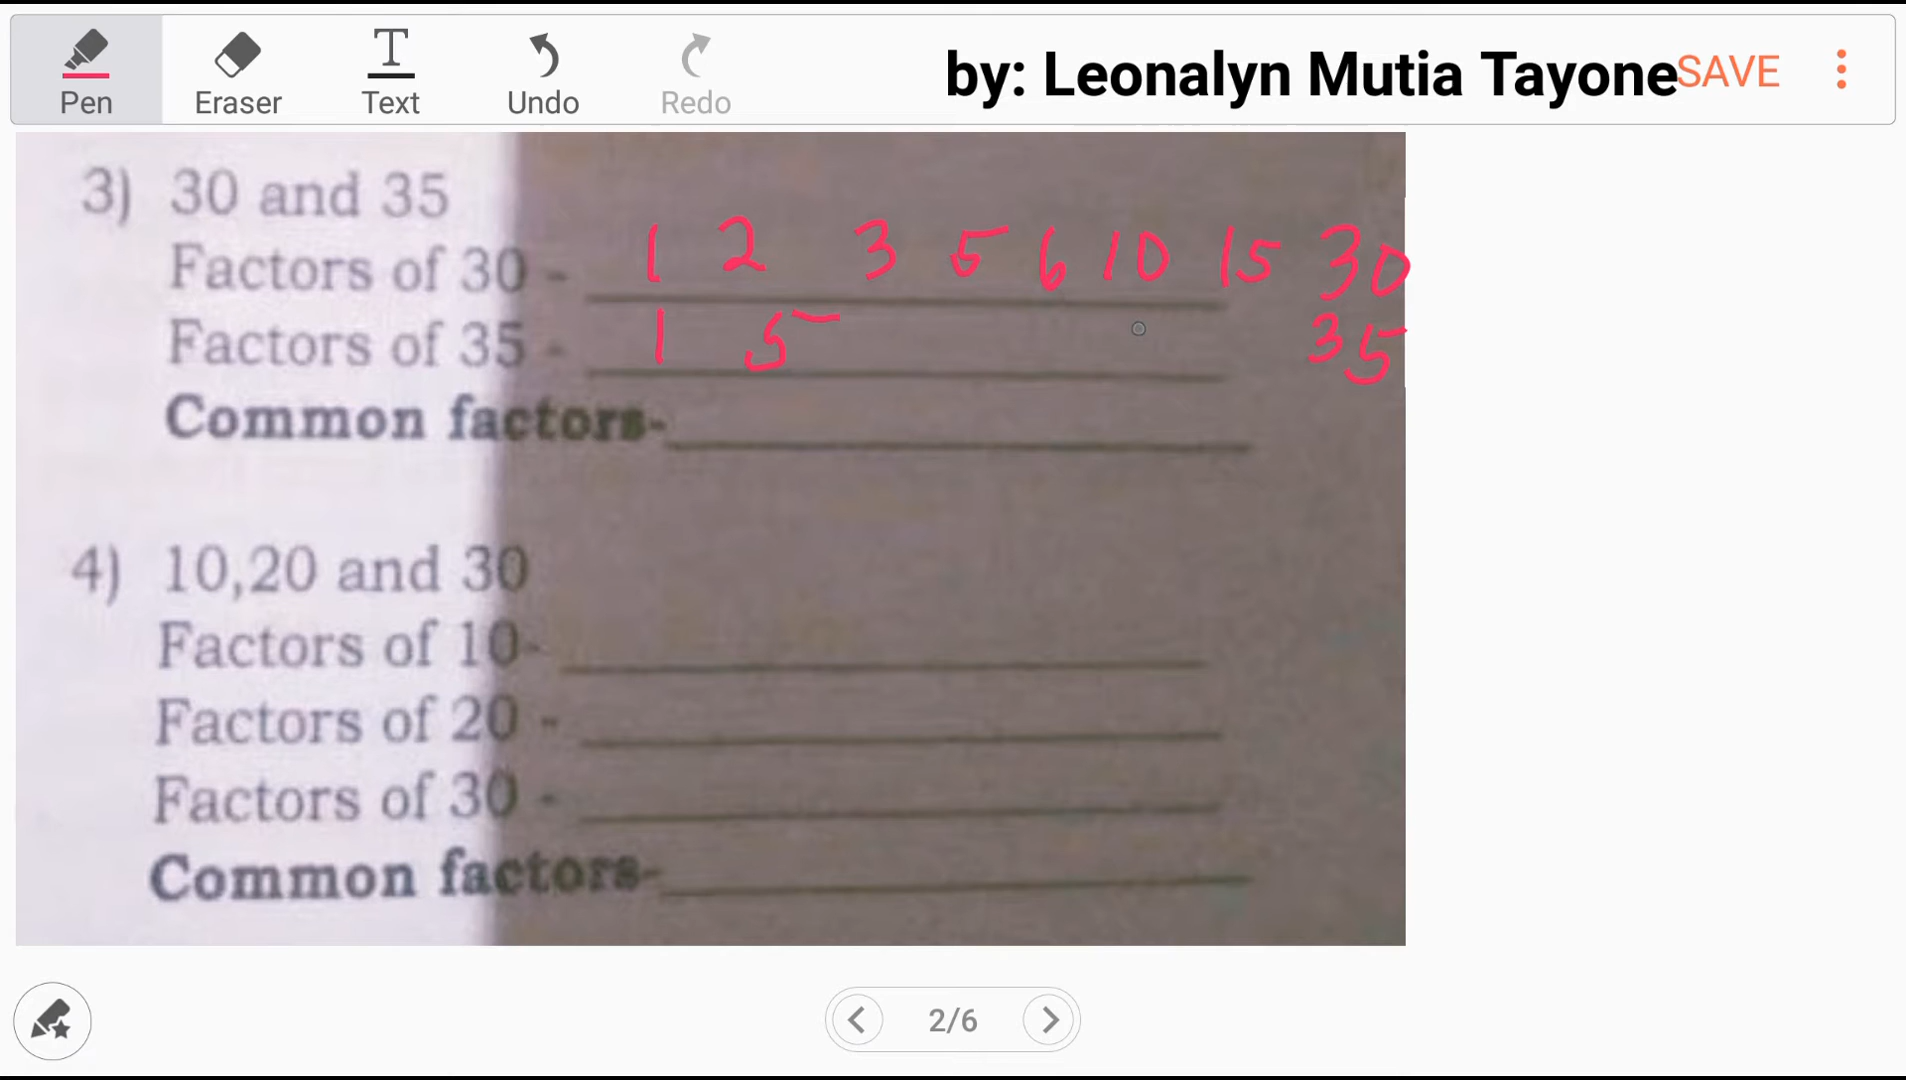 Pen Eraser Text Undo Redo by: Leonalyn Mutia Tayone SAVE
3) 30 and 35
Factors of 30 - 1 2 3 5 6 10 15 30
Factors of 35 - 1 5 35
Common factors-
4) 10,20 and 30
Factors of 10-
Factors of 20 -
Factors of 30 -
Common factors-
2/6